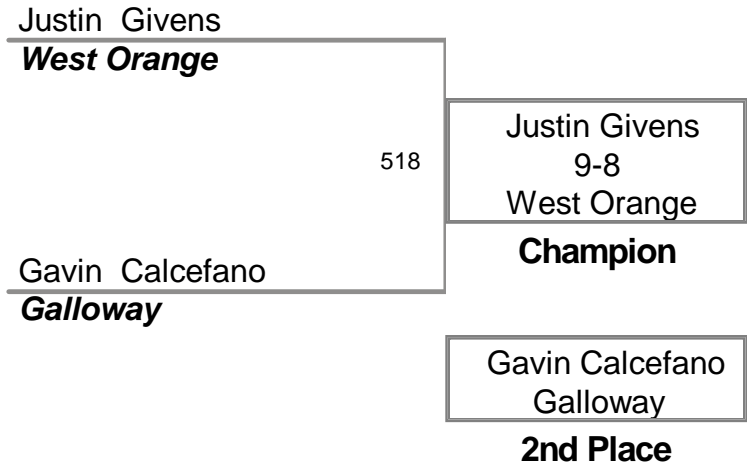 Justin Givens
West Orange
518
Justin Givens
9-8
West Orange
Champion
Gavin Calcefano
Galloway
Gavin Calcefano
Galloway
2nd Place